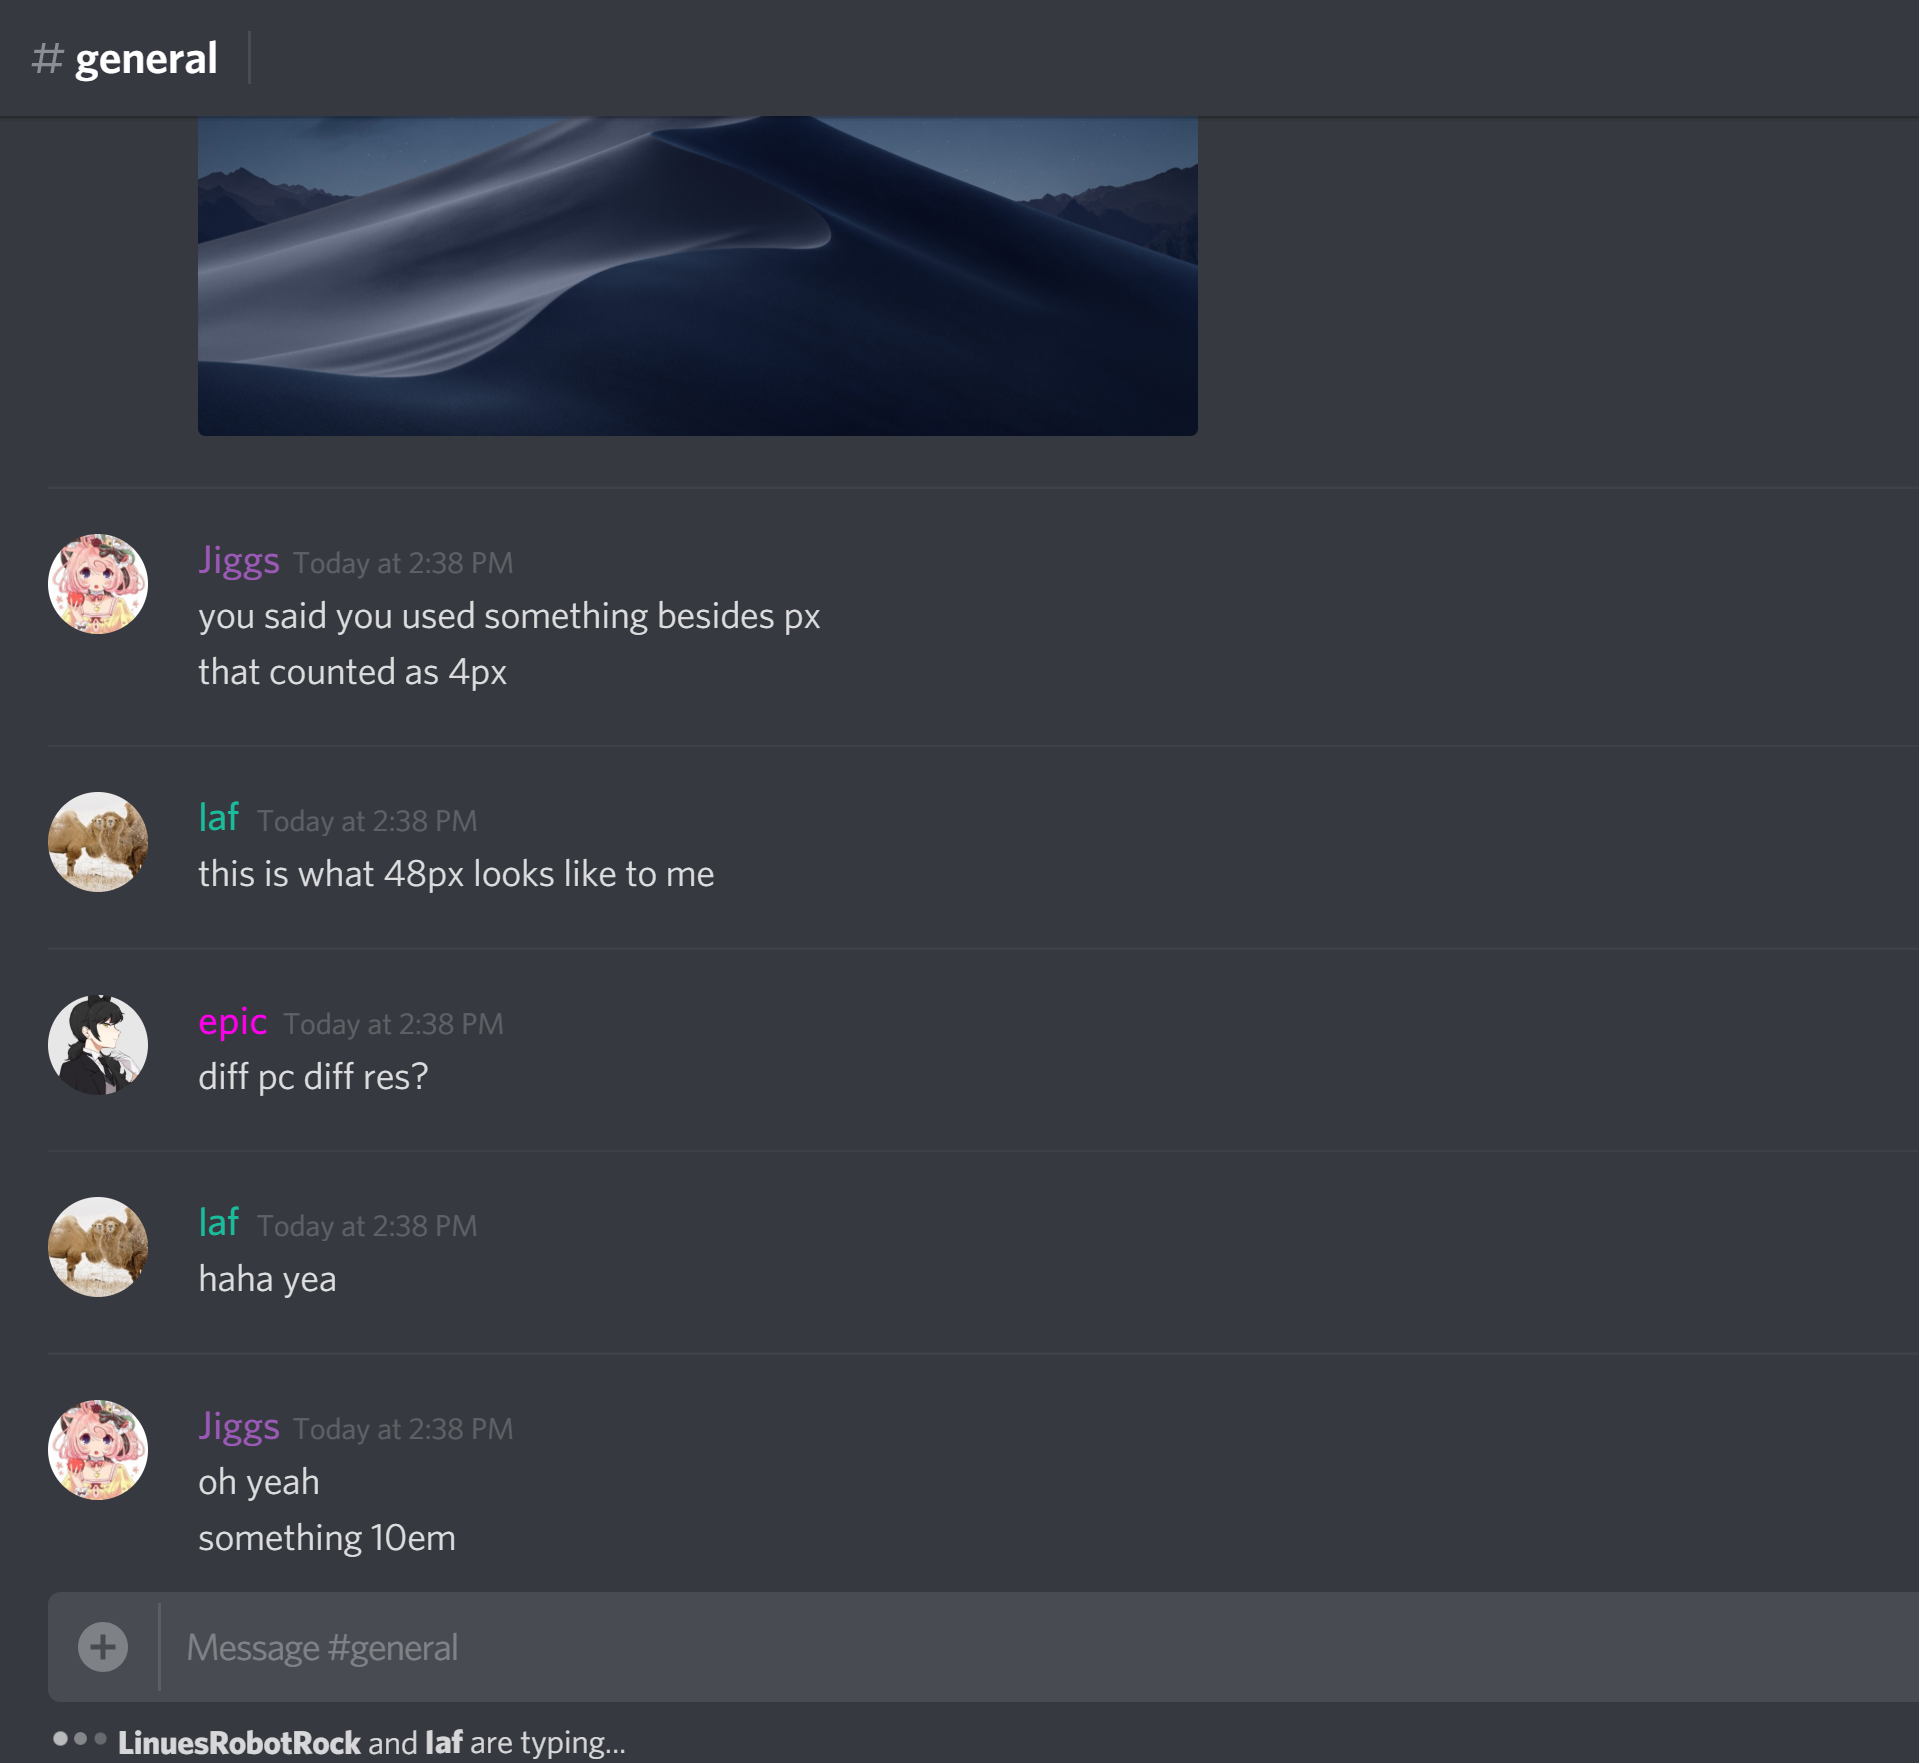 # general
Jiggs Today at 2:38 PM
you said you used something besides px
that counted as 4px
laf Today at 2:38 PM
this is what 48px looks like to me
epic Today at 2:38 PM
diff pc diff res?
laf Today at 2:38 PM
haha yea
Jiggs Today at 2:38 PM
oh yeah
something 10em
Message #general
LinuesRobotRock and laf are typing...